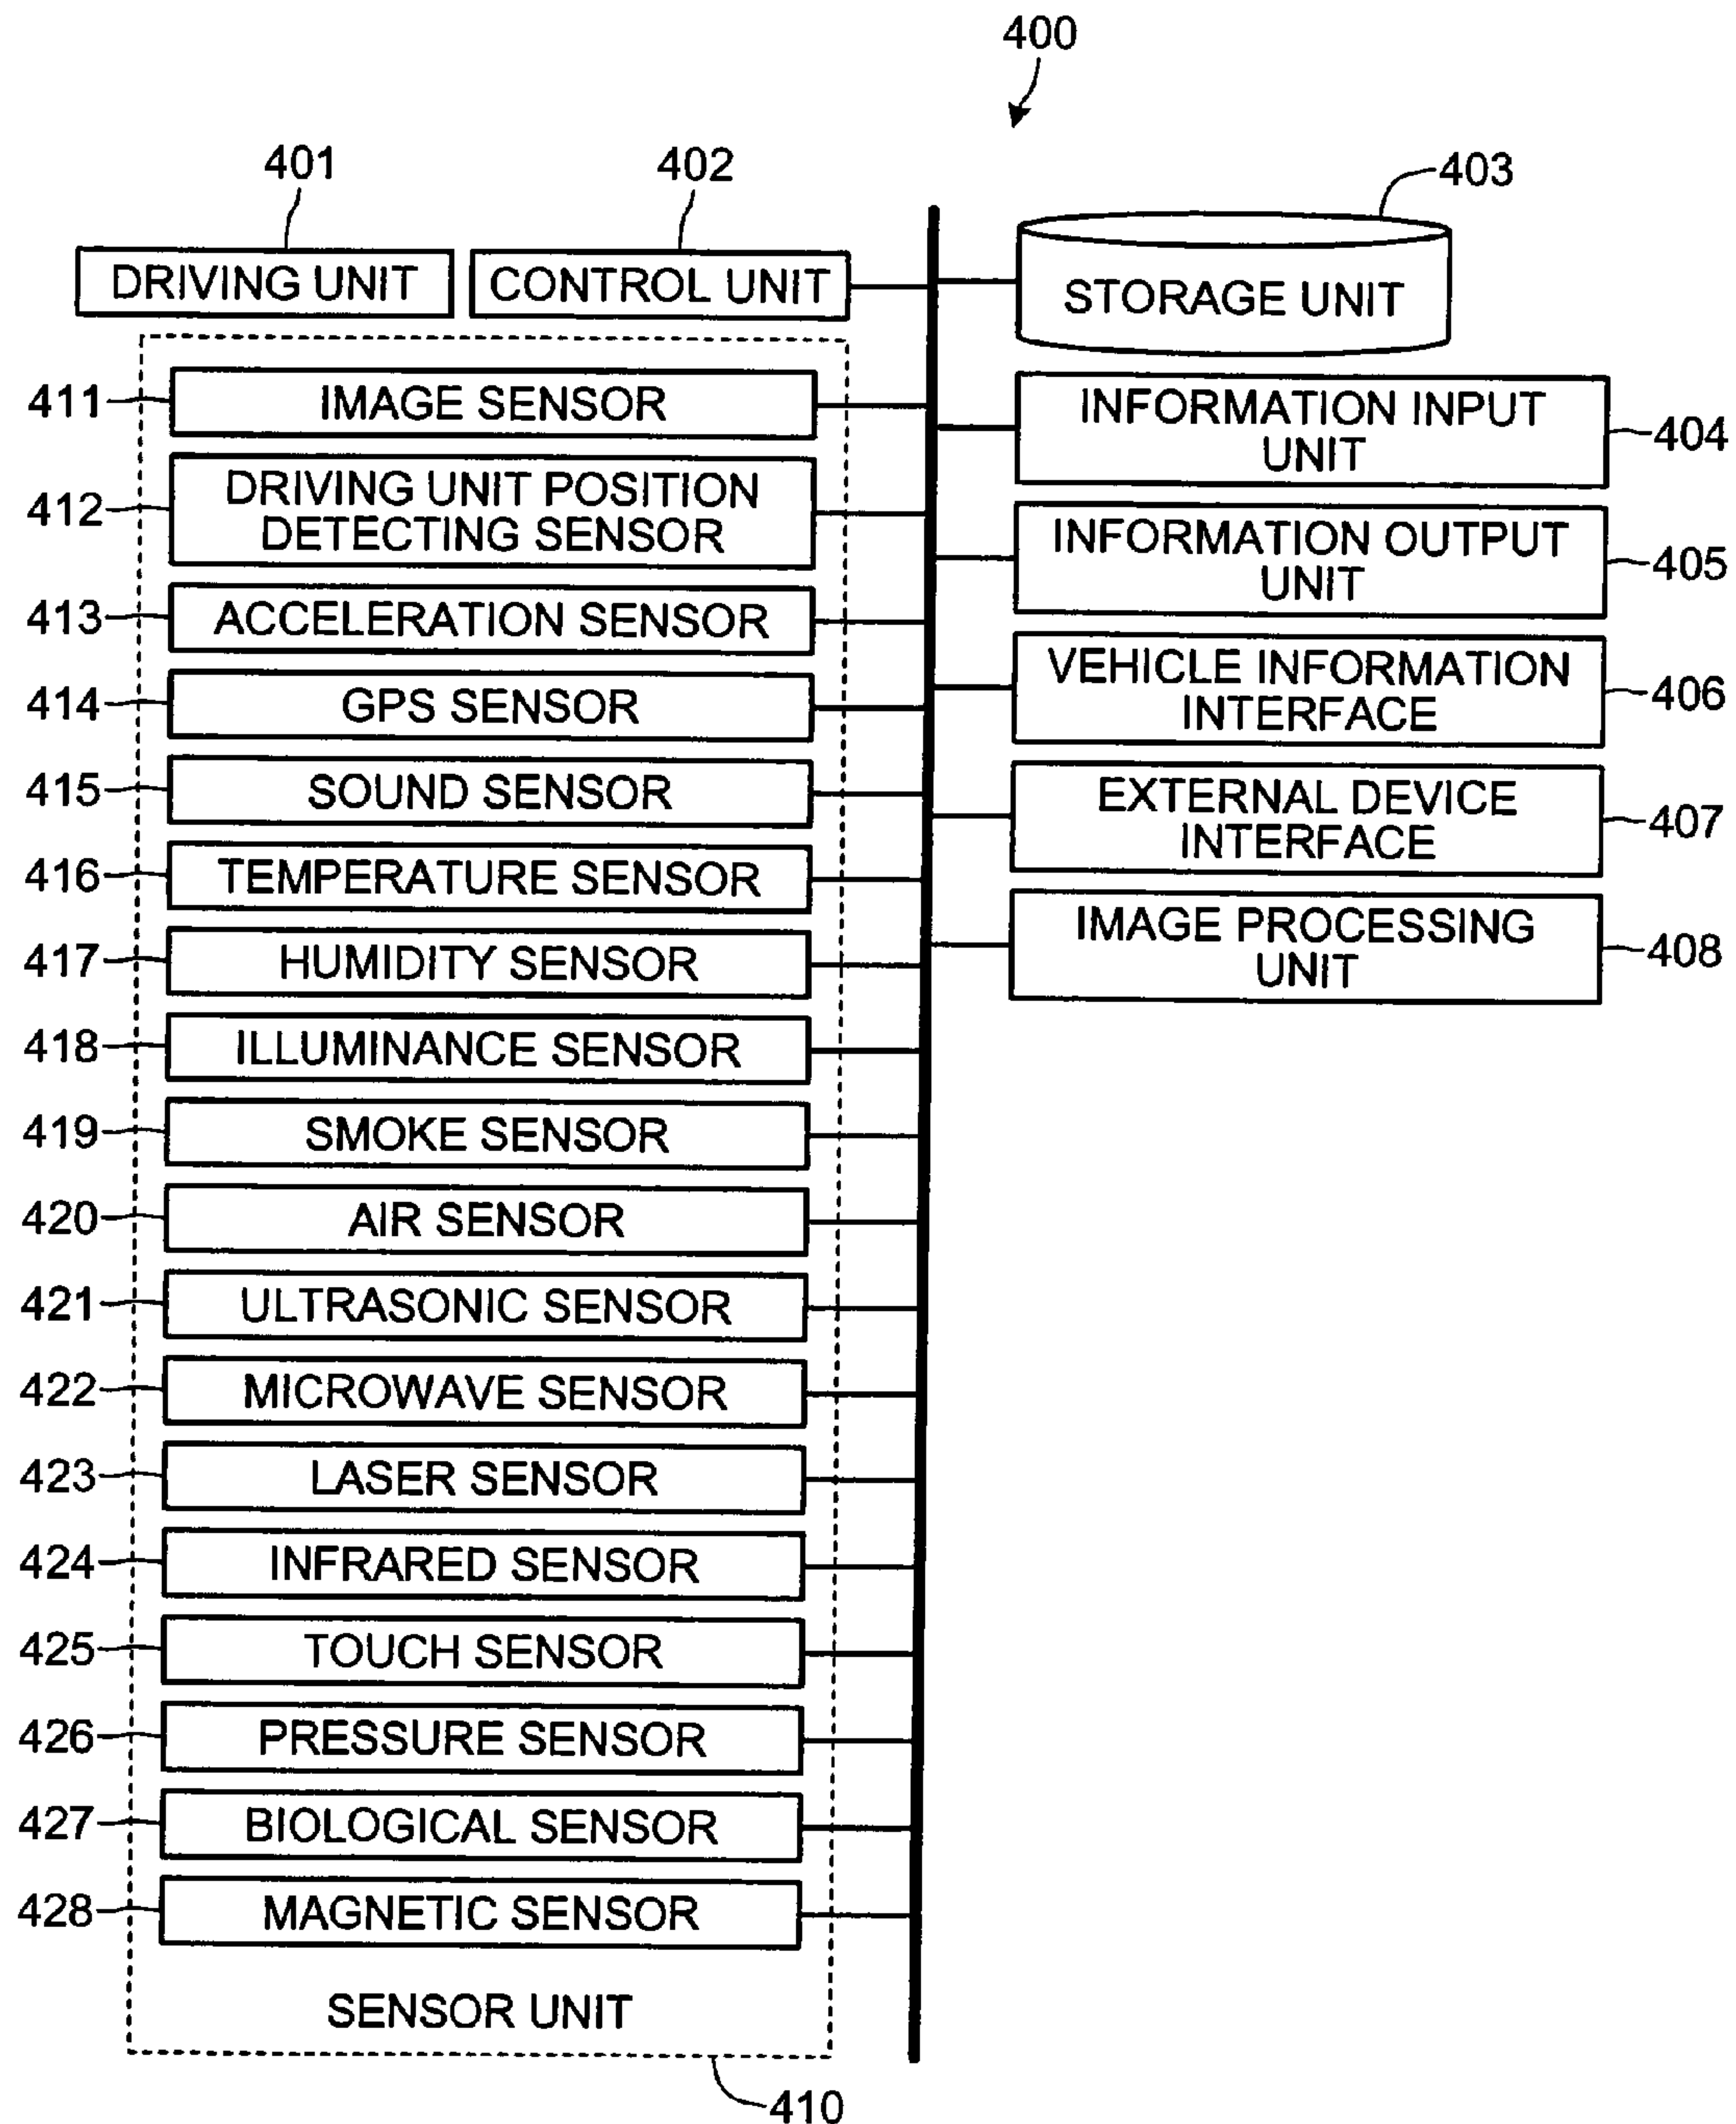 400
401
402
403
DRIVING UNIT
CONTROL UNIT
STORAGE UNIT
411
IMAGE SENSOR
412
DRIVING UNIT POSITION
DETECTING SENSOR
413
ACCELERATION SENSOR
414
GPS SENSOR
415
SOUND SENSOR
416
TEMPERATURE SENSOR
417
HUMIDITY SENSOR
418
ILLUMINANCE SENSOR
419
SMOKE SENSOR
420
AIR SENSOR
421
ULTRASONIC SENSOR
422
MICROWAVE SENSOR
423
LASER SENSOR
424
INFRARED SENSOR
425
TOUCH SENSOR
426
PRESSURE SENSOR
427
BIOLOGICAL SENSOR
428
MAGNETIC SENSOR
SENSOR UNIT
410
INFORMATION INPUT
UNIT
404
INFORMATION OUTPUT
UNIT
405
VEHICLE INFORMATION
INTERFACE
406
EXTERNAL DEVICE
INTERFACE
407
IMAGE PROCESSING
UNIT
408